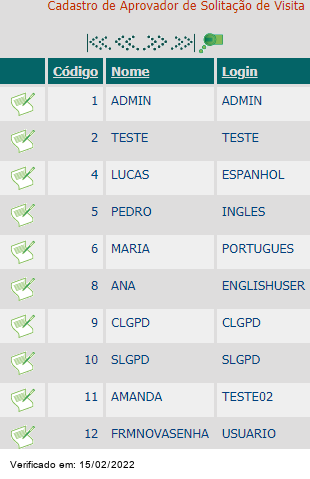 Cadastro de Aprovador de Solitação de Visita
Código Nome Login
1 ADMIN ADMIN
2 TESTE TESTE
4 LUCAS ESPANHOL
5 PEDRO INGLES
6 MARIA PORTUGUES
8 ANA ENGLISHUSER
9 CLGPD CLGPD
10 SLGPD SLGPD
11 AMANDA TESTE02
12 FRMNOVASENHA USUARIO
Verificado em: 15/02/2022